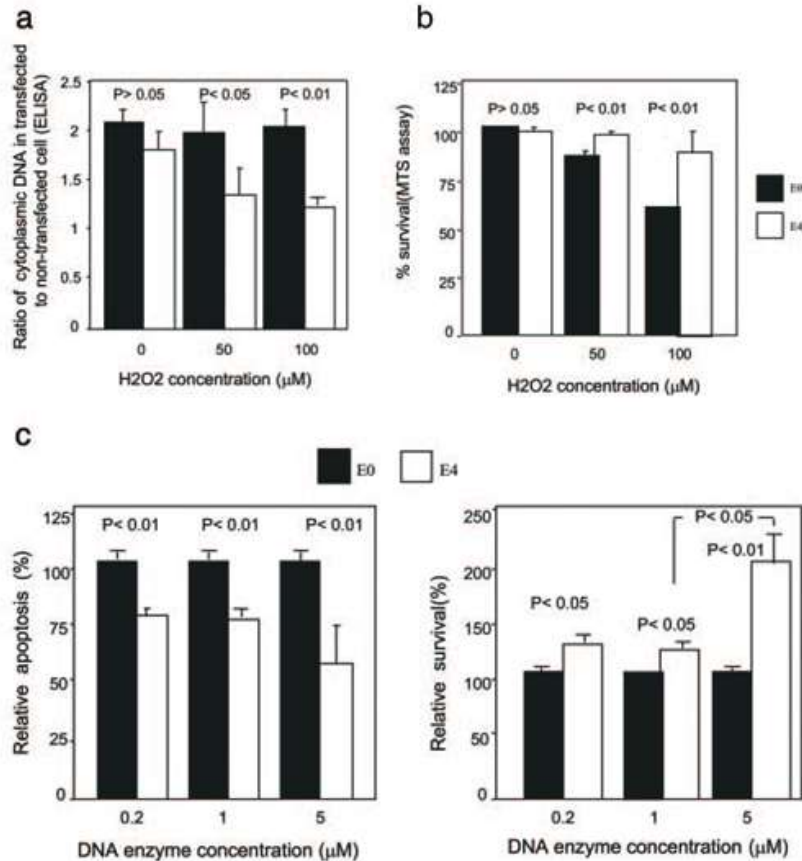 a
Ratio of cytoplasmic DNA in transfected
to non-transfected cell (ELISA)
2.5
2
1.5
1
0.5
0
P> 0.05 P< 0.05 P< 0.01
0 50 100
H2O2 concentration (μM)
b
% survival(MTS assay)
125
100
75
50
25
0
P> 0.05 P< 0.01 P< 0.01
0 50 100
H2O2 concentration (μM)
E0
E4
c
E0 E4
Relative apoptosis (%)
125
100
75
50
25
0
P< 0.01 P< 0.01 P< 0.01
0.2 1 5
DNA enzyme concentration (μM)
Relative survival(%)
250
200
150
100
50
0
P< 0.05
P< 0.01
P< 0.05
P< 0.05
0.2 1 5
DNA enzyme concentration (μM)